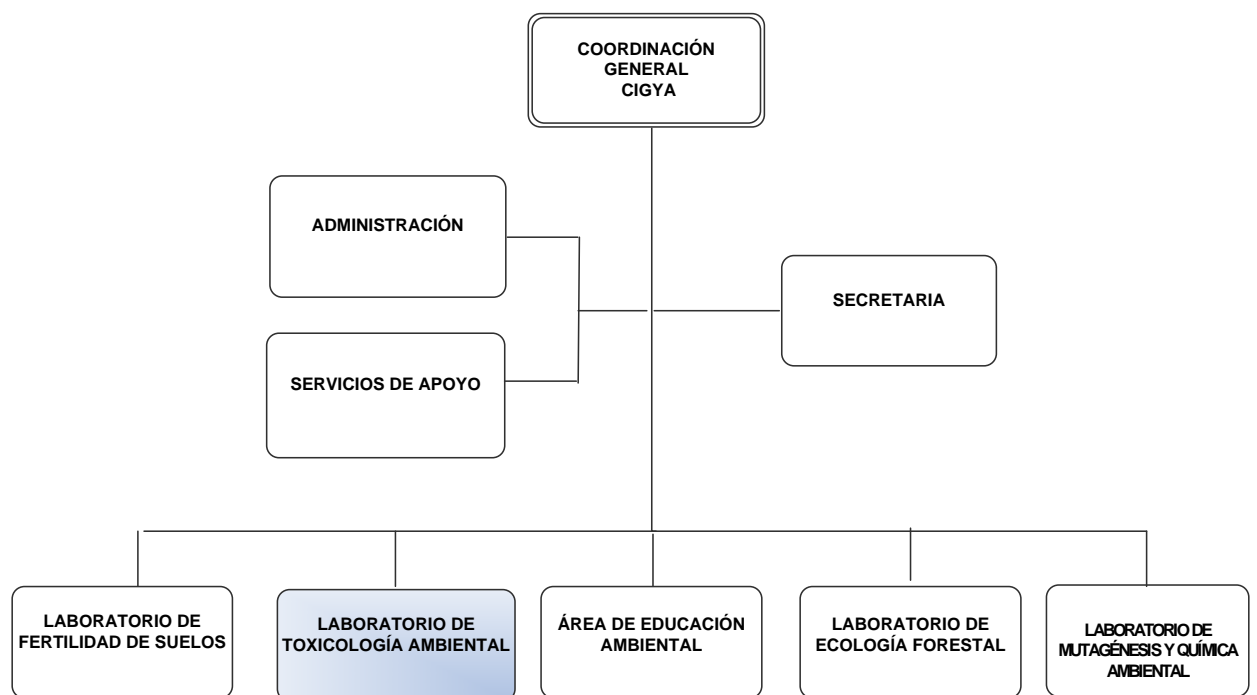 COORDINACIÓN
GENERAL
CIGYA
ADMINISTRACIÓN
SECRETARIA
SERVICIOS DE APOYO
LABORATORIO DE
FERTILIDAD DE SUELOS
LABORATORIO DE
TOXICOLOGÍA AMBIENTAL
ÁREA DE EDUCACIÓN
AMBIENTAL
LABORATORIO DE
ECOLOGÍA FORESTAL
LABORATORIO DE
MUTAGÉNESIS Y QUÍMICA
AMBIENTAL